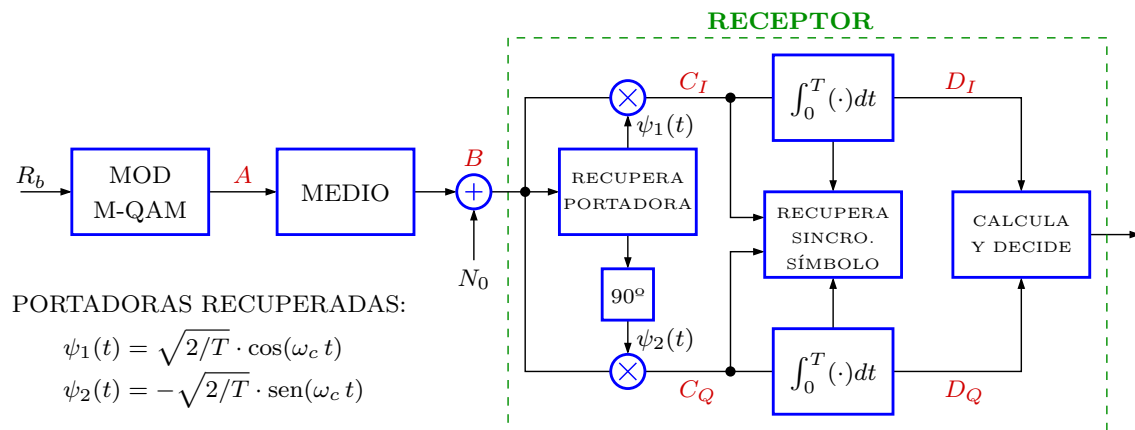 RECEPTOR
C_I
D_I
∫_0^T (·)dt
ψ_1(t)
R_b
MOD
M-QAM
A
MEDIO
B
+
N_0
RECUPERA
PORTADORA
RECUPERA
SINCRO.
SÍMBOLO
CALCULA
Y DECIDE
90º
ψ_2(t)
C_Q
D_Q
∫_0^T (·)dt
PORTADORAS RECUPERADAS:
ψ_1(t) = √2/T · cos(ω_c t)
ψ_2(t) = −√2/T · sen(ω_c t)